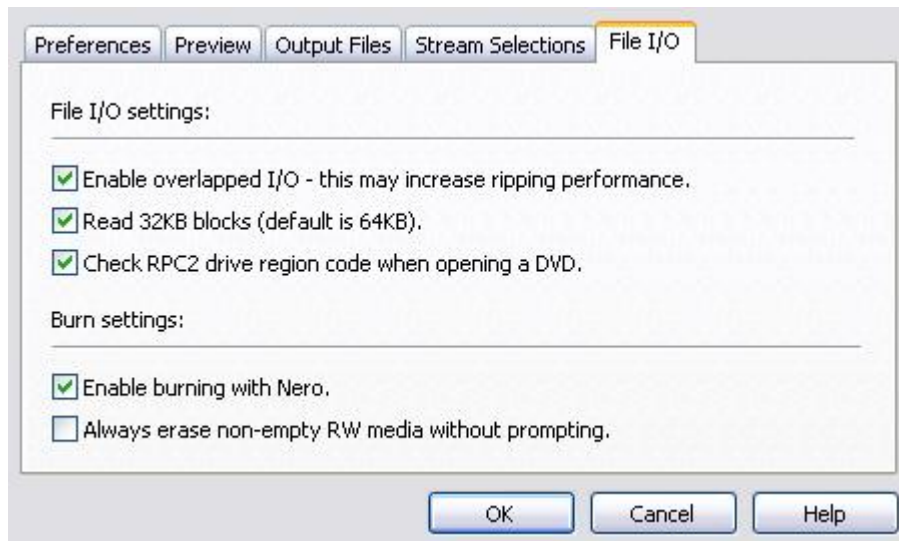 Preferences Preview Output Files Stream Selections File I/O
File I/O settings:
Enable overlapped I/O - this may increase ripping performance.
Read 32KB blocks (default is 64KB).
Check RPC2 drive region code when opening a DVD.
Burn settings:
Enable burning with Nero.
Always erase non-empty RW media without prompting.
OK Cancel Help